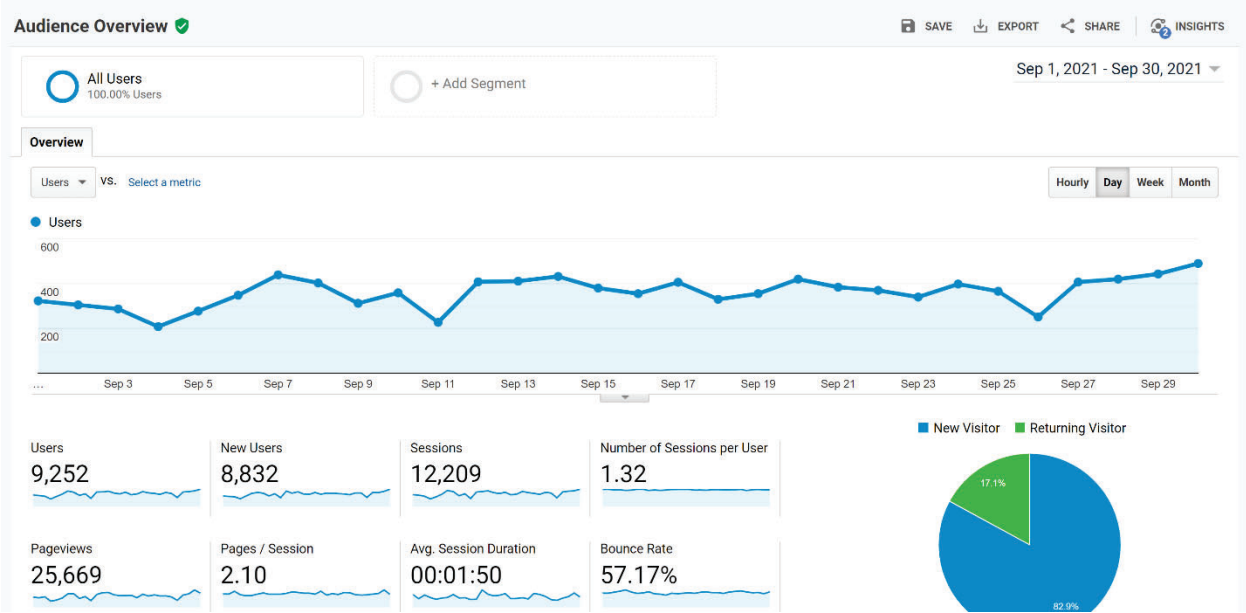 Audience Overview
SAVE EXPORT SHARE 2 INSIGHTS
All Users
100.00% Users
+ Add Segment
Sep 1, 2021 - Sep 30, 2021
Overview
Users VS. Select a metric
Hourly Day Week Month
Users
600
400
200
... Sep 3 Sep 5 Sep 7 Sep 9 Sep 11 Sep 13 Sep 15 Sep 17 Sep 19 Sep 21 Sep 23 Sep 25 Sep 27 Sep 29
New Visitor Returning Visitor
Users
9,252
New Users
8,832
Sessions
12,209
Number of Sessions per User
1.32
Pageviews
25,669
Pages / Session
2.10
Avg. Session Duration
00:01:50
Bounce Rate
57.17%
17.1%
82.9%